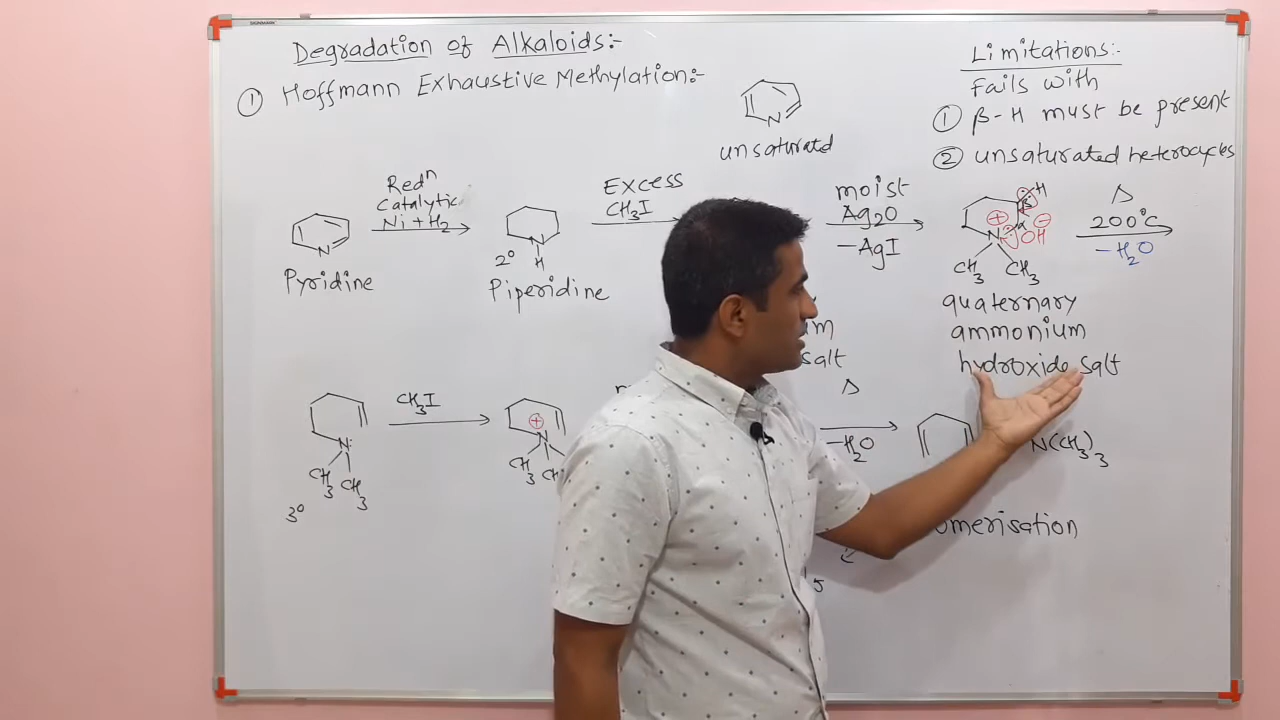 Degradation of Alkaloids:-
① Hoffmann Exhaustive Methylation:-
Limitations:-
Fails with
① β-H must be present
② unsaturated heterocycles
N
unsaturated
Redⁿ
Catalytic
Ni + H₂
N
Pyridine
2° N H
Piperidine
Excess
CH₃I
moist
Ag₂O
-AgI
β H
α
⊕ N OH ⊖
CH₃ CH₃
quaternary
ammonium
hydroxide salt
Δ
200°C
-H₂O
salt
N:
CH₃ CH₃
3°
CH₃I
⊕
N
CH₃
Δ
-H₂O
N(CH₃)₃